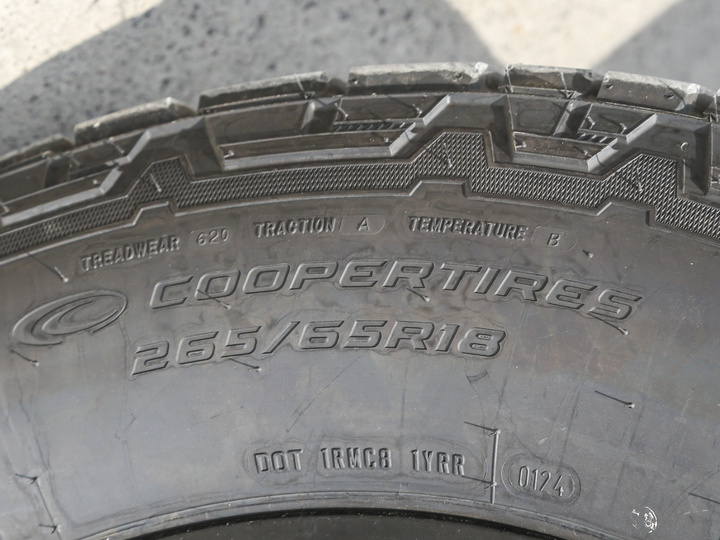 TREADWEAR 620 TRACTION A TEMPERATURE B
COOPERTIRES
265/65R18
DOT 1RMC8 1YRR 0124